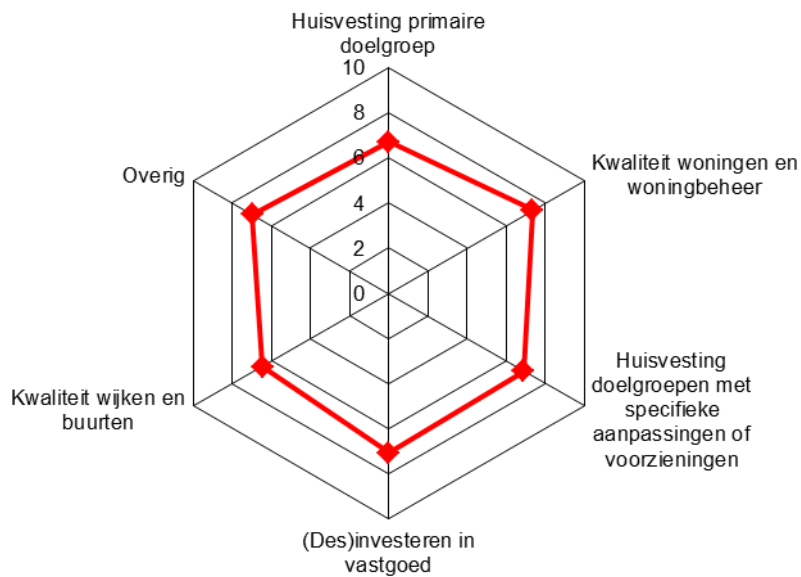 Huisvesting primaire
doelgroep
10
8
6
4
2
0
Kwaliteit woningen en
woningbeheer
Huisvesting
doelgroepen met
specifieke
aanpassingen of
voorzieningen
(Des)investeren in
vastgoed
Kwaliteit wijken en
buurten
Overig